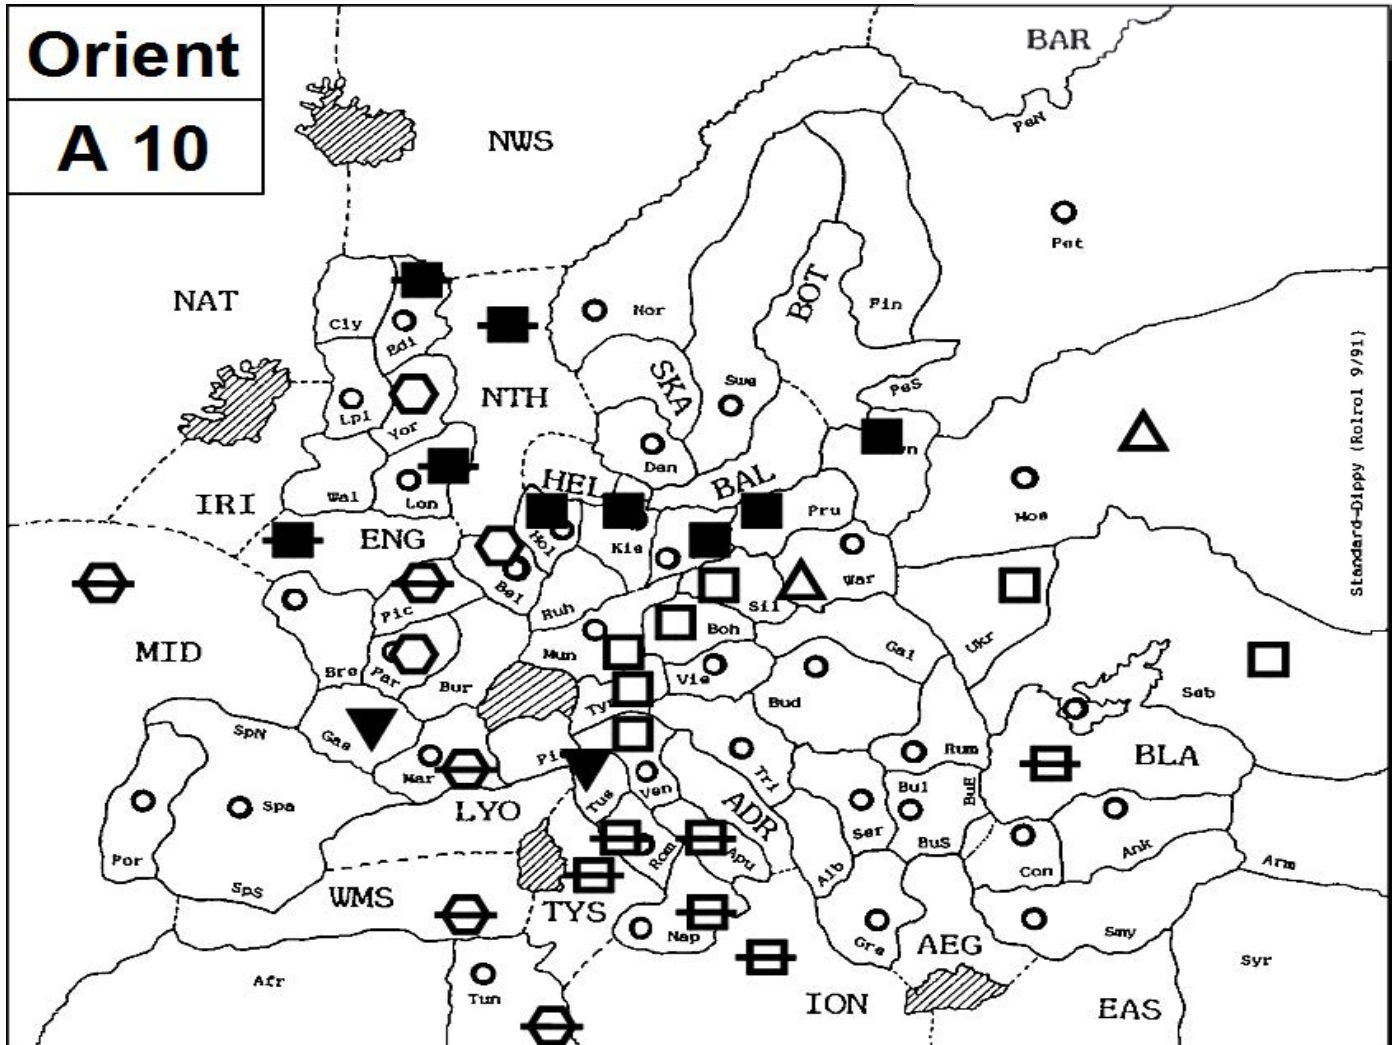 Orient
A 10
BAR
PeN
NWS
Pet
NAT
BOT
Fin
Cly
Nor
Edi
SKA
Swe
PeS
NTH
Lpl
Yor
Dan
HEL
BAL
IRI
Wal
Lon
Pru
Mos
ENG
Hol
Kie
War
Pic
Bel
Ruh
Sil
Boh
Ukr
MID
Mun
Gal
Bre
Par
Bur
Vie
Seb
Bud
SpN
Gas
Rum
BLA
Mar
Tri
Ven
Bul
BuE
Spa
LYO
Tus
ADR
Ser
BuS
Por
Rom
Apu
Alb
Con
Ank
Arm
SpS
WMS
TYS
Nap
Gre
AEG
Smy
Syr
Afr
Tun
ION
EAS
Standard-Dippy (Rolrol 9/91)